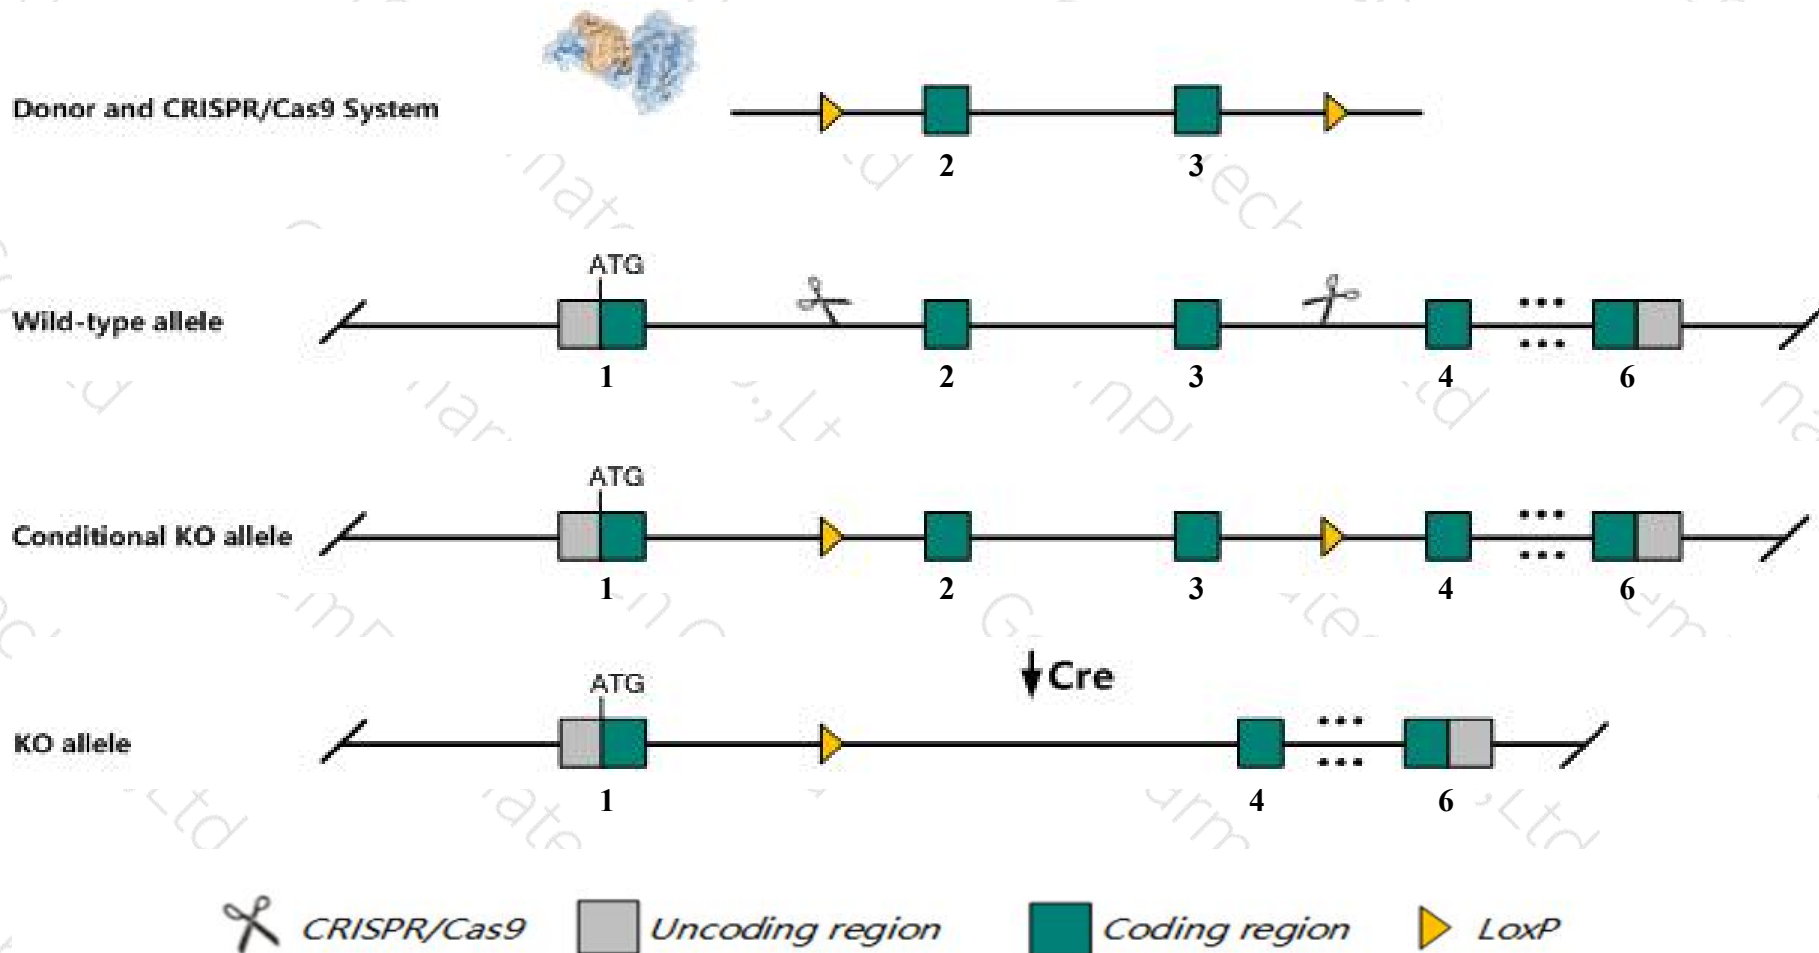 Donor and CRISPR/Cas9 System
2 3
ATG
Wild-type allele
1 2 3 4 6
ATG
Conditional KO allele
1 2 3 4 6
Cre
ATG
KO allele
1 4 6
CRISPR/Cas9 Uncoding region Coding region LoxP